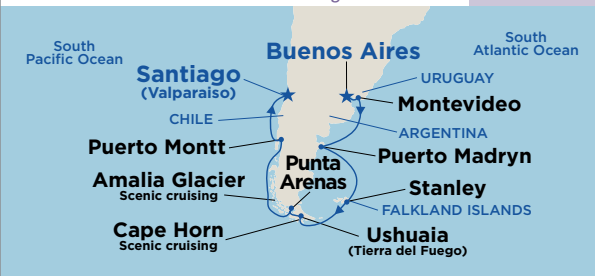 South
Pacific Ocean
South
Atlantic Ocean
Buenos Aires
Santiago
(Valparaiso)
URUGUAY
Montevideo
CHILE
ARGENTINA
Puerto Montt
Puerto Madryn
Punta
Arenas
Amalia Glacier
Scenic cruising
Stanley
FALKLAND ISLANDS
Cape Horn
Scenic cruising
Ushuaia
(Tierra del Fuego)